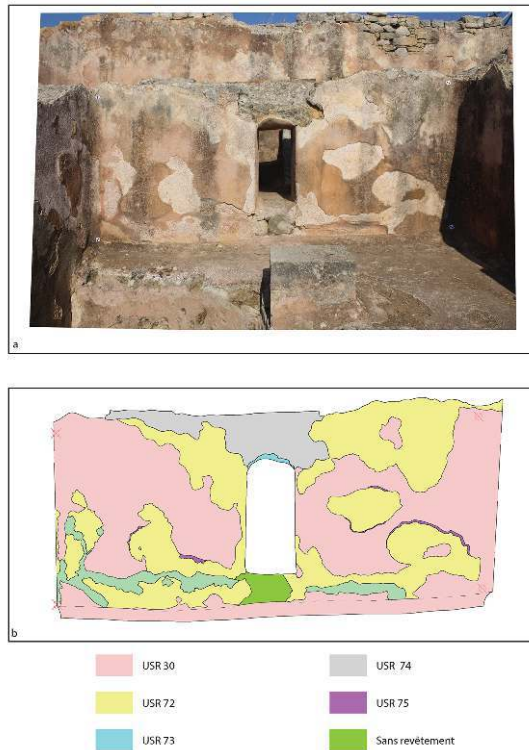 a
b
USR 30
USR 74
USR 72
USR 75
USR 73
Sans revêtement